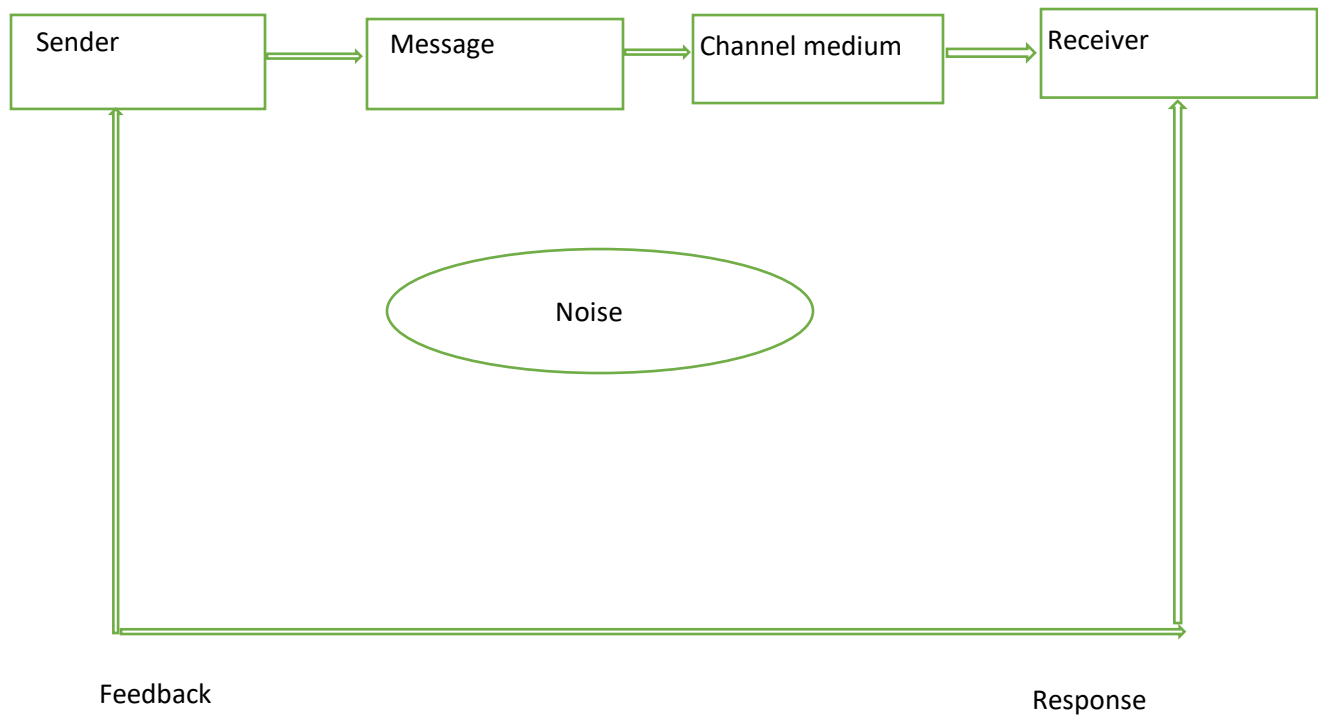 Sender
Message
Channel medium
Receiver
Noise
Feedback
Response